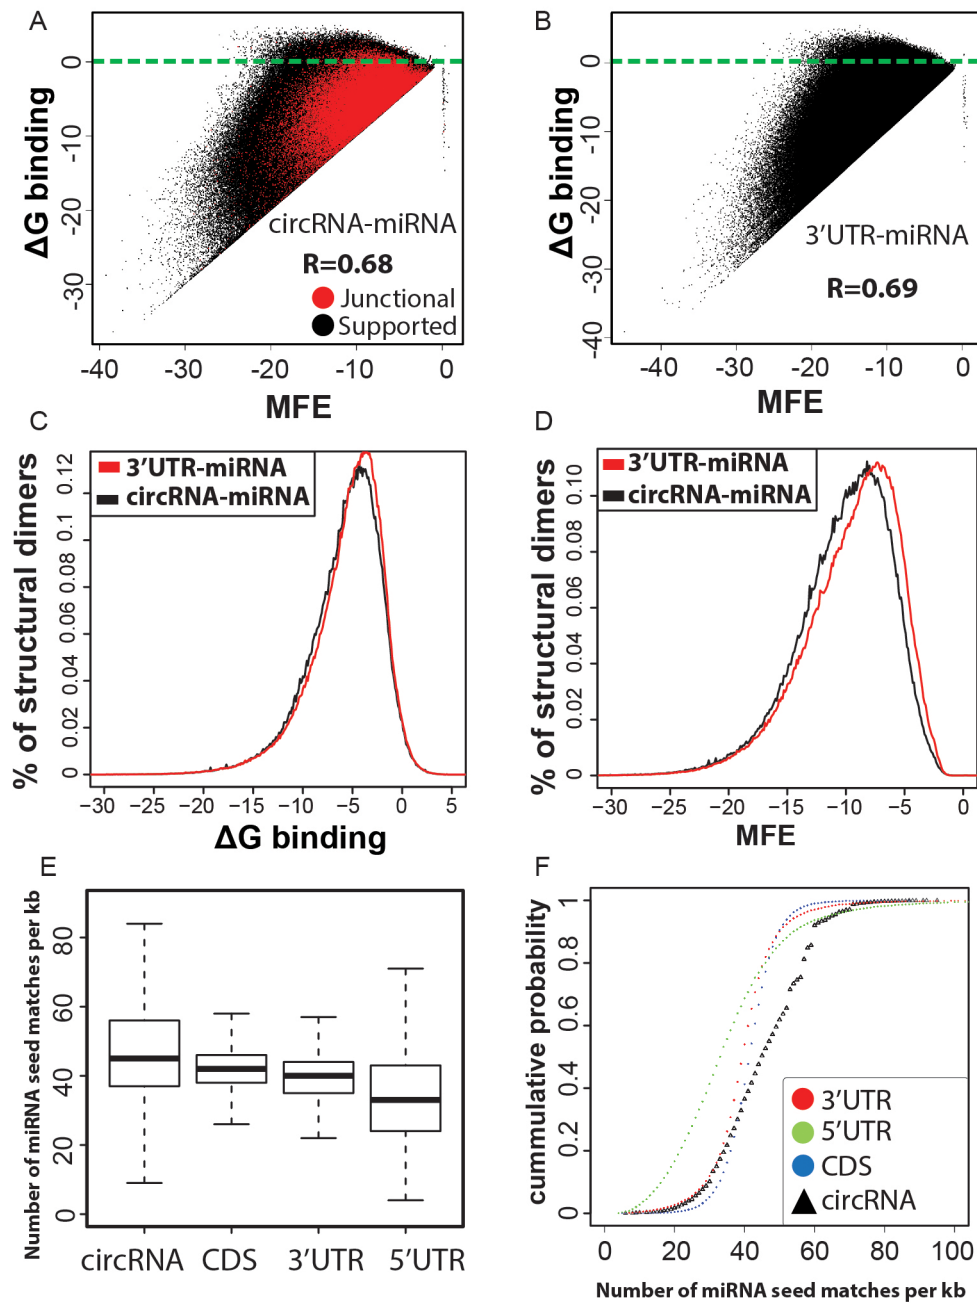 A
B
0
-10
-20
-30
ΔG binding
circRNA-miRNA
R=0.68
Junctional
Supported
-40 -30 -20 -10 0
MFE
0
-10
-20
-30
-40
ΔG binding
3'UTR-miRNA
R=0.69
-40 -30 -20 -10 0
MFE
C
D
3'UTR-miRNA
circRNA-miRNA
% of structural dimers
0.12
0.1
0.08
0.06
0.04
0.02
0
−30 −25 −20 −15 −10 −5 0 5
ΔG binding
3'UTR-miRNA
circRNA-miRNA
% of structural dimers
0.10
0.08
0.06
0.04
0.02
0
−30 −25 −20 −15 −10 −5 0
MFE
E
F
Number of miRNA seed matches per kb
80
60
40
20
0
circRNA CDS 3'UTR 5'UTR
cummulative probability
1
0.8
0.6
0.4
0.2
0
3'UTR
5'UTR
CDS
circRNA
0 20 40 60 80 100
Number of miRNA seed matches per kb